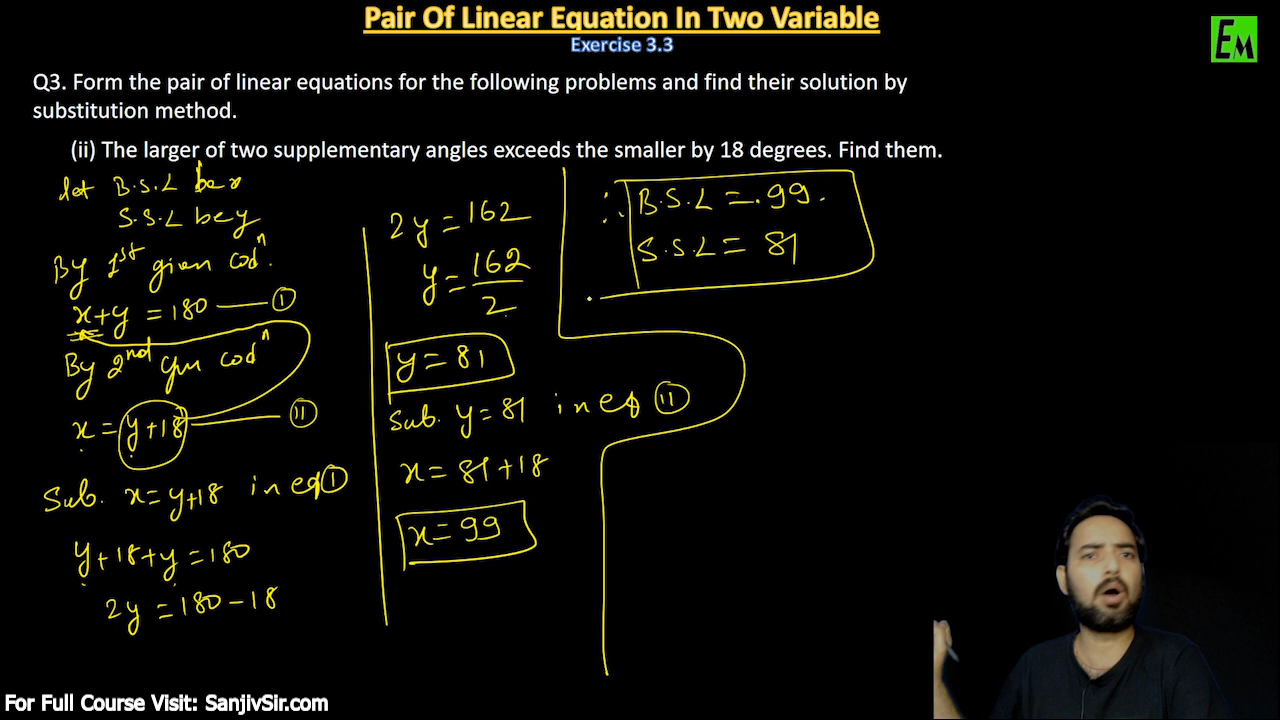 Pair Of Linear Equation In Two Variable
Exercise 3.3
EM
Q3. Form the pair of linear equations for the following problems and find their solution by
substitution method.
(ii) The larger of two supplementary angles exceeds the smaller by 18 degrees. Find them.
let B.S.∠ be x
S.S.∠ be y
By 1st given codⁿ.
x+y = 180 —— I
By 2nd gvn codⁿ
x = y+18 —— II
Sub. x = y+18 in eq I
y+18+y = 180
2y = 180 – 18
2y = 162
y = 162/2
y = 81
Sub. y = 81 in eq II
x = 81 + 18
x = 99
∴ B.S.∠ = 99.
S.S.∠ = 81
For Full Course Visit: SanjivSir.com